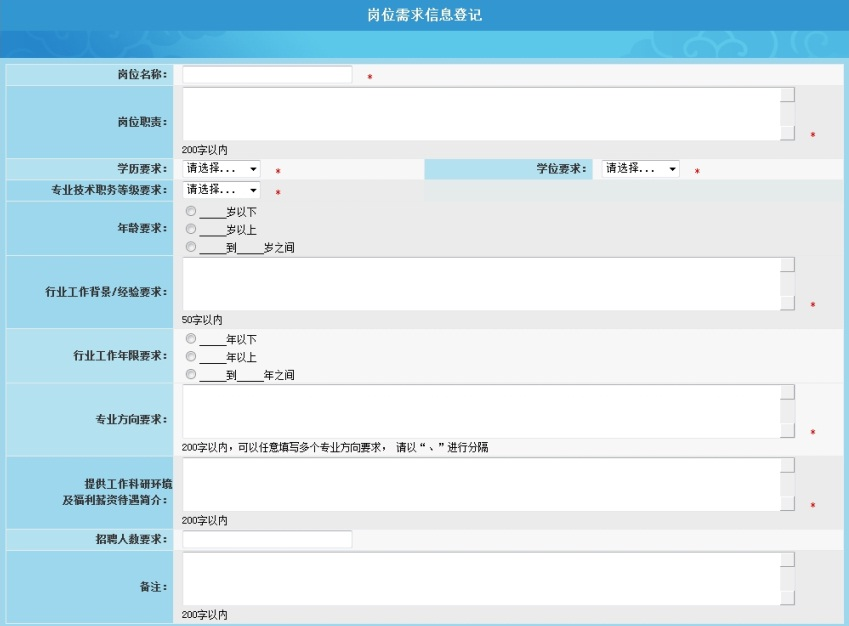 岗位需求信息登记
岗位名称： *
岗位职责： *
200字以内
学历要求： 请选择... * 学位要求： 请选择... *
专业技术职务等级要求： 请选择... *
年龄要求：
_____岁以下
_____岁以上
_____到_____岁之间
行业工作背景/经验要求： *
50字以内
行业工作年限要求：
_____年以下
_____年以上
_____到_____年之间
专业方向要求： *
200字以内，可以任意填写多个专业方向要求， 请以“、”进行分隔
提供工作科研环境
及福利薪资待遇简介： *
200字以内
招聘人数要求：
备注：
200字以内